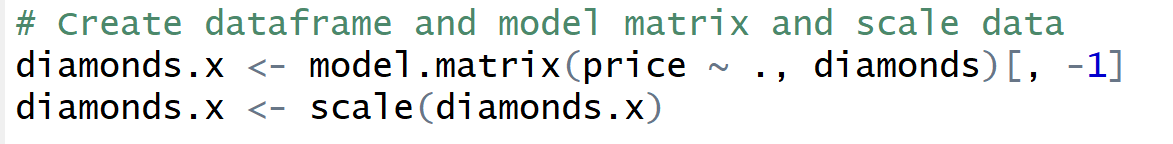 # Create dataframe and model matrix and scale data
diamonds.x <- model.matrix(price ~ ., diamonds)[, -1]
diamonds.x <- scale(diamonds.x)